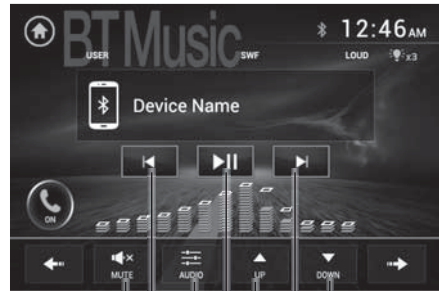 BT Music
12:46AM
USER
SWF
LOUD
x3
Device Name
ON
MUTE
AUDIO
UP
DOWN